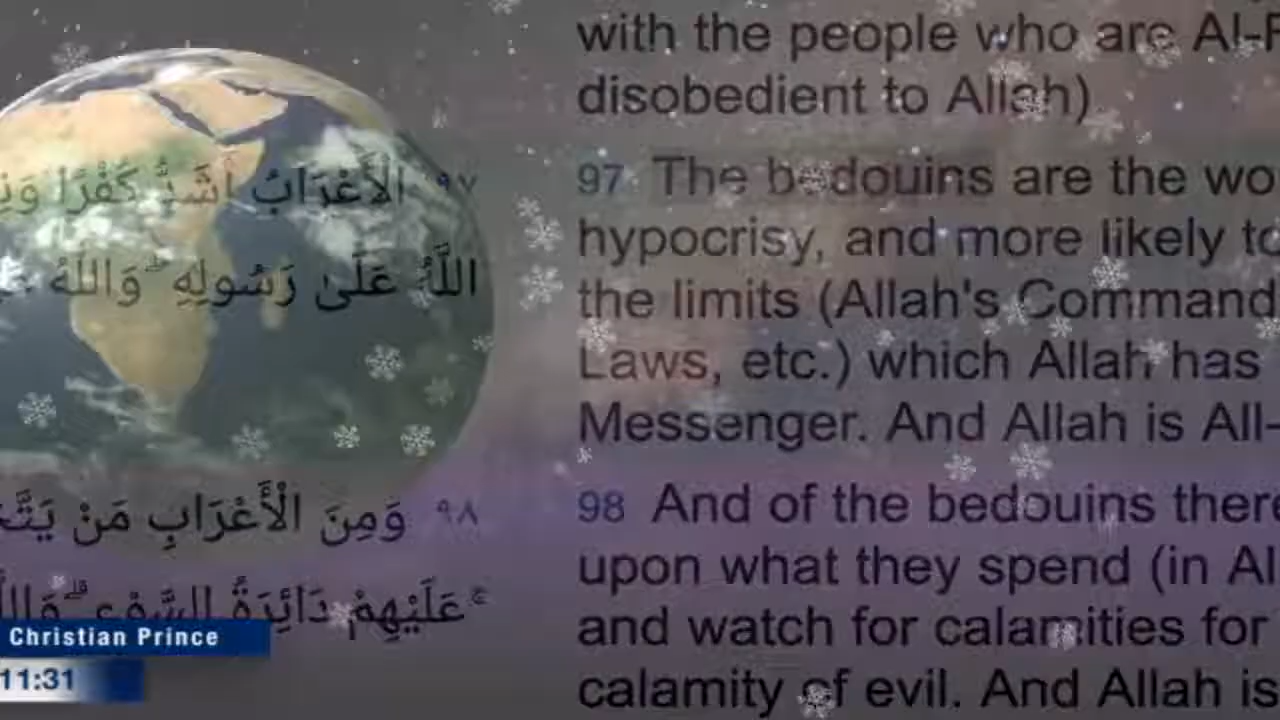 with the people who are Al-F
disobedient to Allah)
٩٧ الْأَعْرَابُ أَشَدُّ كُفْرًا
اللَّهُ عَلَىٰ رَسُولِهِ ۗ وَاللَّهُ
97 The bedouins are the wo
hypocrisy, and more likely to
the limits (Allah's Command
Laws, etc.) which Allah has
Messenger. And Allah is All-
٩٨ وَمِنَ الْأَعْرَابِ مَنْ
عَلَيْهِمْ دَائِرَةُ السَّوْءِ ۗ
98 And of the bedouins there
upon what they spend (in Al
and watch for calamities for
calamity of evil. And Allah is
Christian Prince
11:31